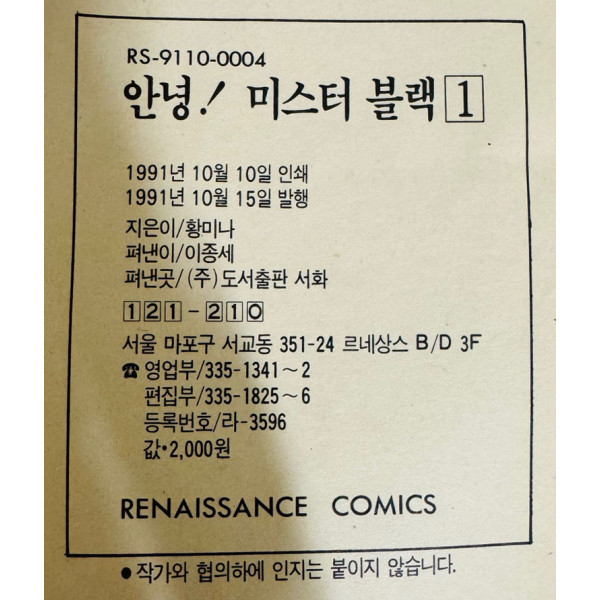 RS-9110-0004
안녕! 미스터 블랙 1
1991년 10월 10일 인쇄
1991년 10월 15일 발행
지은이/황미나
펴낸이/이종세
펴낸곳/(주)도서출판 서화
121-210
서울 마포구 서교동 351-24 르네상스 B/D 3F
☎ 영업부/335-1341~2
편집부/335-1825~6
등록번호/라-3596
값•2,000원
RENAISSANCE COMICS
●작가와 협의하에 인지는 붙이지 않습니다.